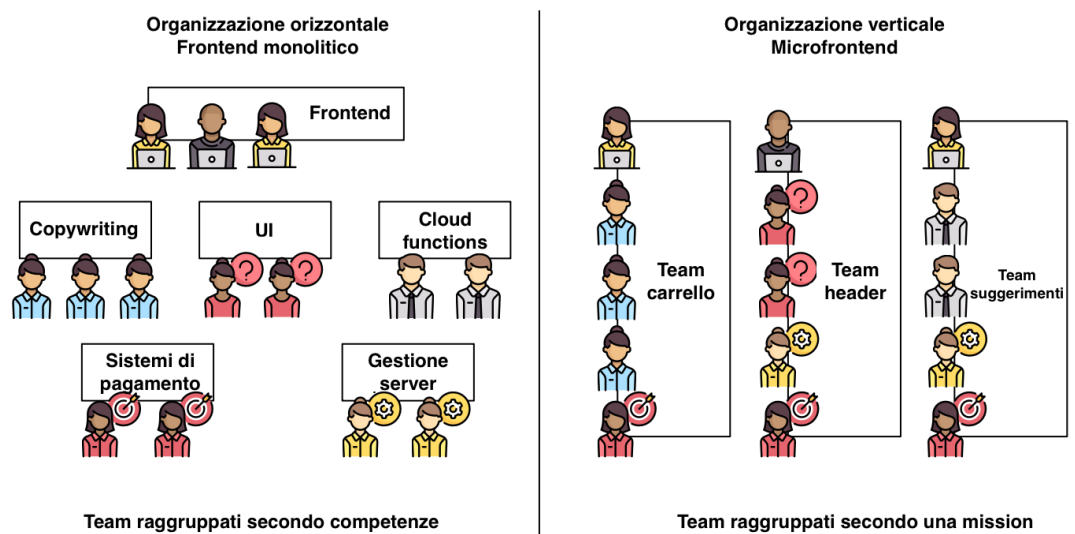 Organizzazione orizzontale
Frontend monolitico
Frontend
Copywriting
UI
Cloud
functions
Sistemi di
pagamento
Gestione
server
Team raggruppati secondo competenze
Organizzazione verticale
Microfrontend
Team
carrello
Team
header
Team
suggerimenti
Team raggruppati secondo una mission